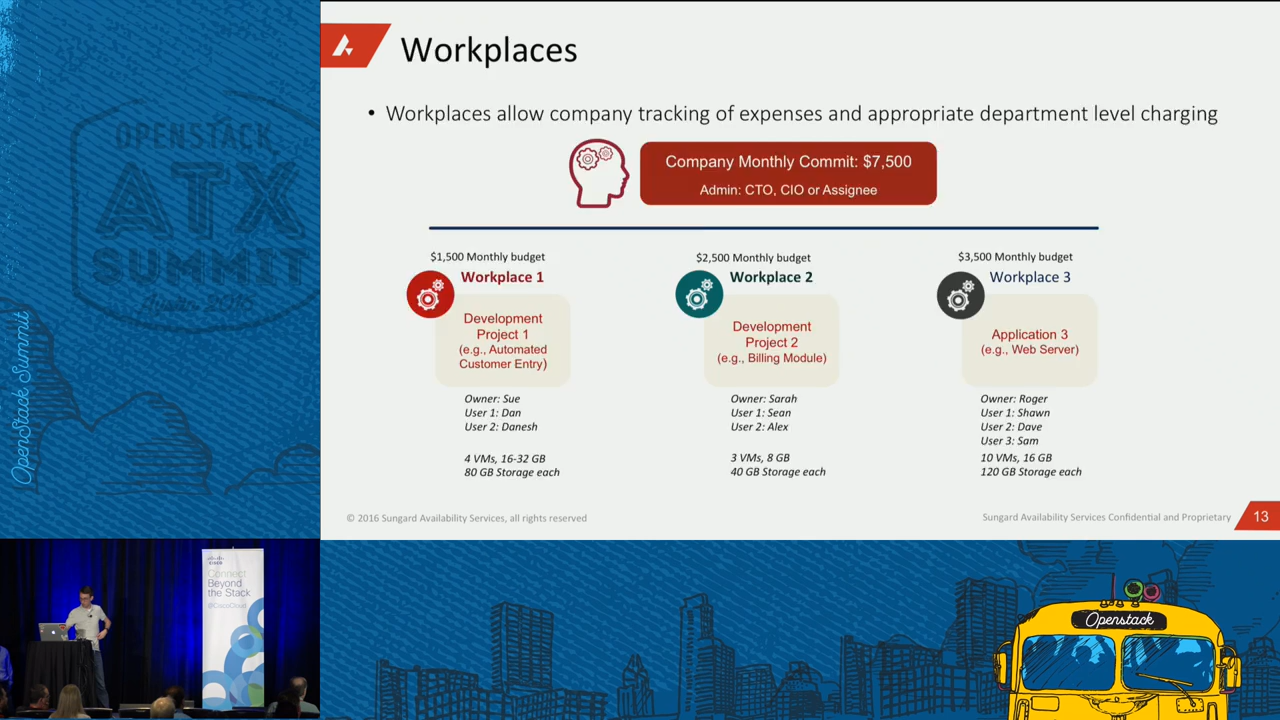 Workplaces
• Workplaces allow company tracking of expenses and appropriate department level charging
Company Monthly Commit: $7,500
Admin: CTO, CIO or Assignee
$1,500 Monthly budget
Workplace 1
Development
Project 1
(e.g., Automated
Customer Entry)
Owner: Sue
User 1: Dan
User 2: Danesh
4 VMs, 16-32 GB
80 GB Storage each
$2,500 Monthly budget
Workplace 2
Development
Project 2
(e.g., Billing Module)
Owner: Sarah
User 1: Sean
User 2: Alex
3 VMs, 8 GB
40 GB Storage each
$3,500 Monthly budget
Workplace 3
Application 3
(e.g., Web Server)
Owner: Roger
User 1: Shawn
User 2: Dave
User 3: Sam
10 VMs, 16 GB
120 GB Storage each
© 2016 Sungard Availability Services, all rights reserved
Sungard Availability Services Confidential and Proprietary
13
OPENSTACK
ATX
SUMMIT
OpenStack Summit
CISCO
Connect
Beyond
the Stack
@CiscoCloud
Openstack